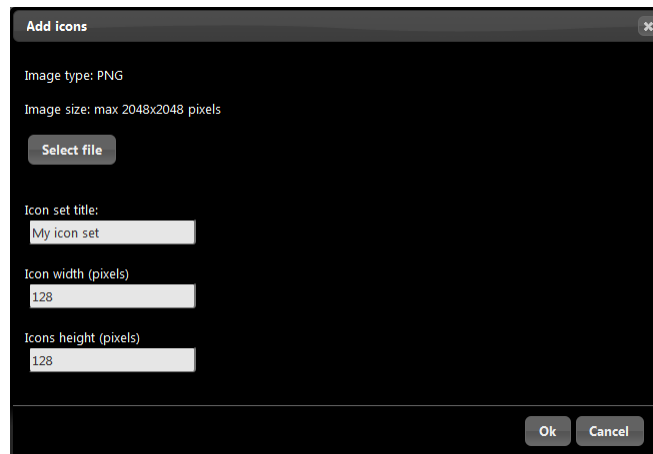 Add icons
Image type: PNG
Image size: max 2048x2048 pixels
Select file
Icon set title:
My icon set
Icon width (pixels)
128
Icons height (pixels)
128
Ok Cancel